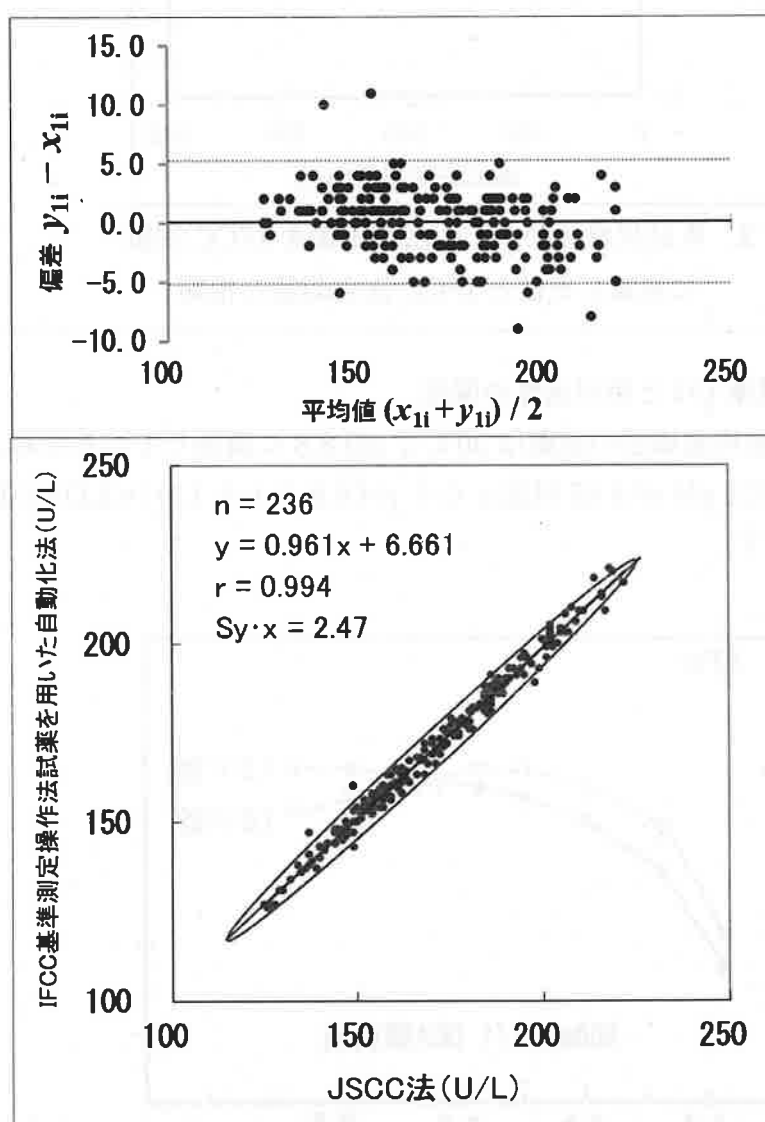 15.0
10.0
5.0
0.0
−5.0
−10.0
偏差 y1i − x1i
100 150 200 250
平均値 (x1i+y1i) / 2
250
200
150
100
IFCC基準測定操作法試薬を用いた自動化法(U/L)
n = 236
y = 0.961x + 6.661
r = 0.994
Sy·x = 2.47
100 150 200 250
JSCC法(U/L)